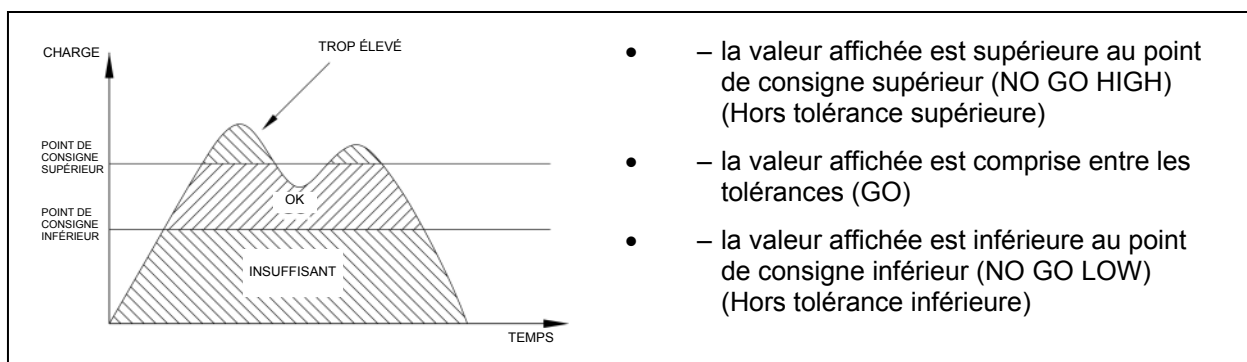 CHARGE
TROP ÉLEVÉ
POINT DE
CONSIGNE
SUPÉRIEUR
OK
POINT DE
CONSIGNE
INFÉRIEUR
INSUFFISANT
TEMPS
• – la valeur affichée est supérieure au point
de consigne supérieur (NO GO HIGH)
(Hors tolérance supérieure)
• – la valeur affichée est comprise entre les
tolérances (GO)
• – la valeur affichée est inférieure au point
de consigne inférieur (NO GO LOW)
(Hors tolérance inférieure)